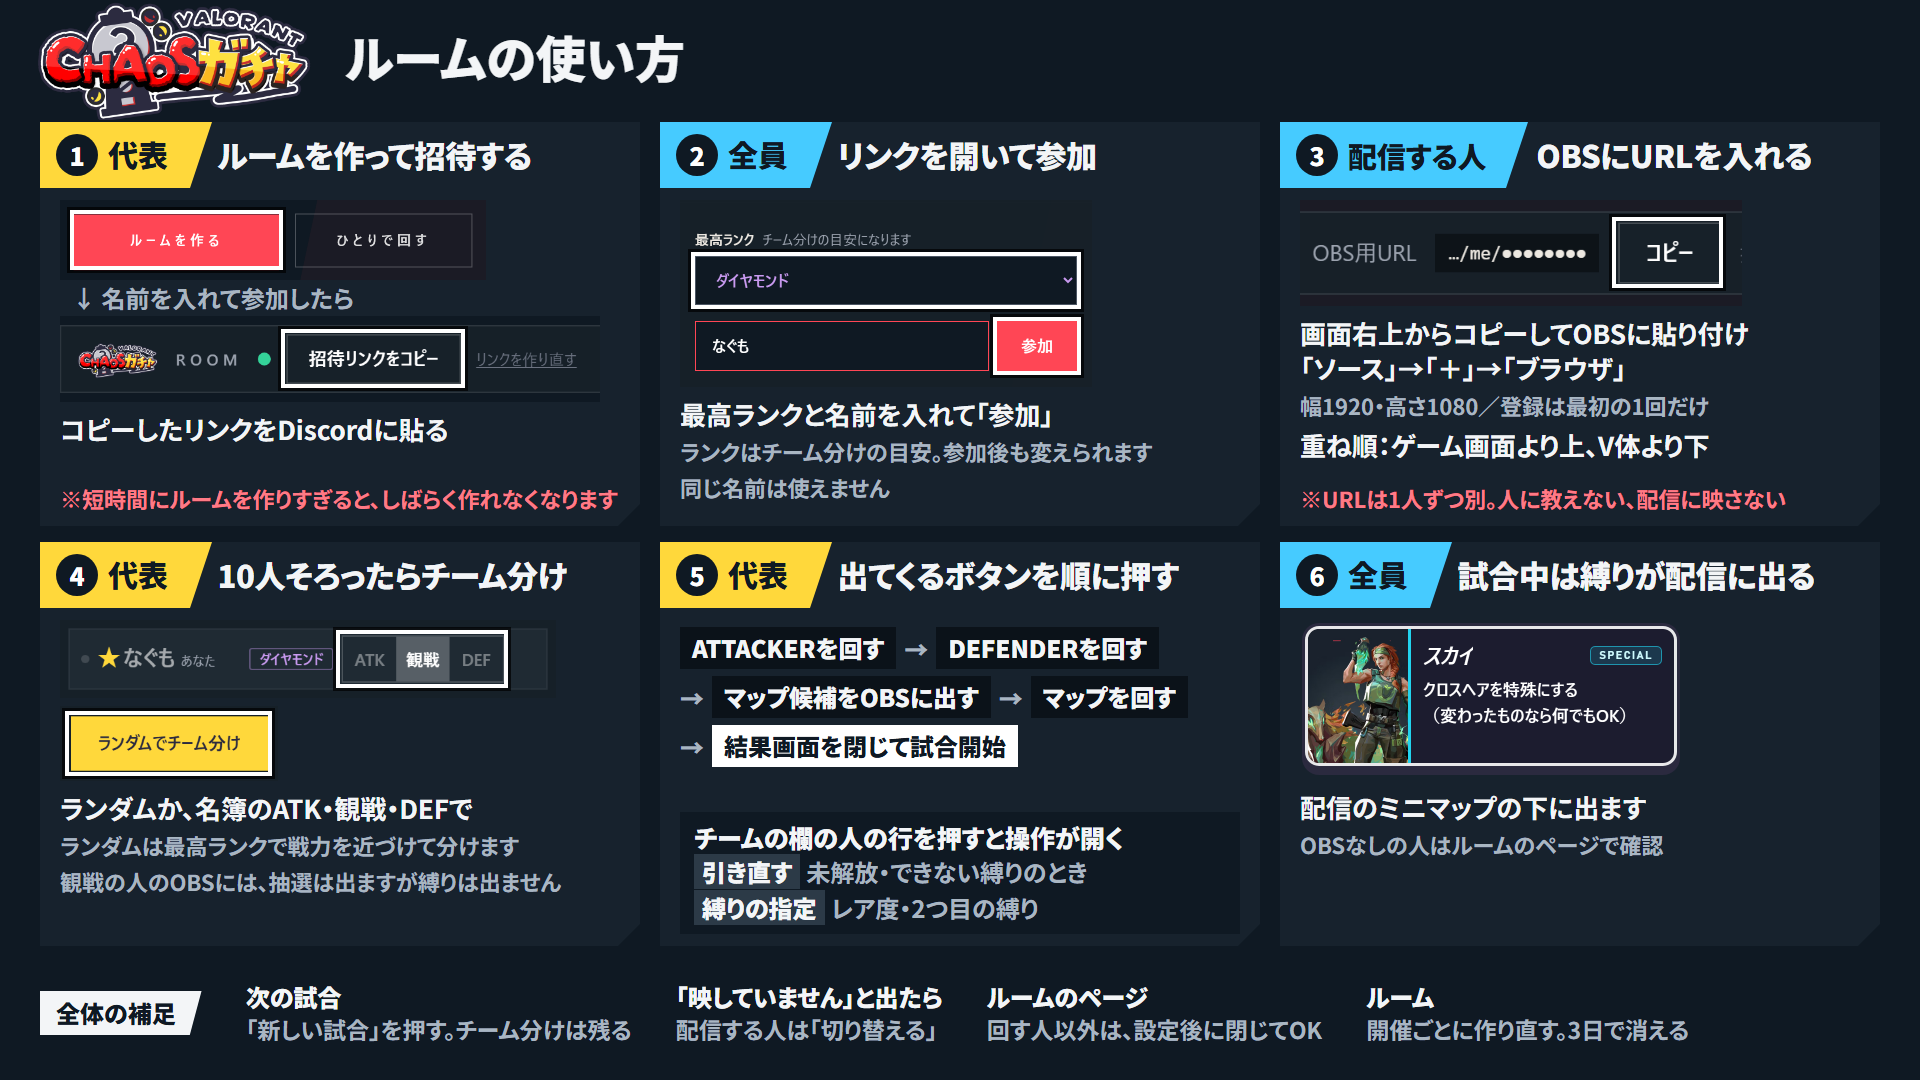 VALORANT
CHAOSガチャ
ルームの使い方
1 代表 ルームを作って招待する
ルームを作る
ひとりで回す
↓ 名前を入れて参加したら
VALORANT
CHAOSガチャ
ROOM
招待リンクをコピー
リンクを作り直す
コピーしたリンクをDiscordに貼る
※短時間にルームを作りすぎると、しばらく作れなくなります
2 全員 リンクを開いて参加
最高ランク チーム分けの目安になります
ダイヤモンド
なぐも
参加
最高ランクと名前を入れて「参加」
ランクはチーム分けの目安。参加後も変えられます
同じ名前は使えません
3 配信する人 OBSにURLを入れる
OBS用URL …/me/●●●●●●●● コピー
画面右上からコピーしてOBSに貼り付け
「ソース」→「＋」→「ブラウザ」
幅1920・高さ1080／登録は最初の1回だけ
重ね順：ゲーム画面より上、V体より下
※URLは1人ずつ別。人に教えない、配信に映さない
4 代表 10人そろったらチーム分け
★なぐも あなた ダイヤモンド ATK 観戦 DEF
ランダムでチーム分け
ランダムか、名簿のATK・観戦・DEFで
ランダムは最高ランクで戦力を近づけて分けます
観戦の人のOBSには、抽選は出ますが縛りは出ません
5 代表 出てくるボタンを順に押す
ATTACKERを回す → DEFENDERを回す
→ マップ候補をOBSに出す → マップを回す
→ 結果画面を閉じて試合開始
チームの欄の人の行を押すと操作が開く
引き直す 未解放・できない縛りのとき
縛りの指定 レア度・2つ目の縛り
6 全員 試合中は縛りが配信に出る
スカイ SPECIAL
クロスヘアを特殊にする
（変わったものなら何でもOK）
配信のミニマップの下に出ます
OBSなしの人はルームのページで確認
全体の補足
次の試合
「新しい試合」を押す。チーム分けは残る
「映していません」と出たら
配信する人は「切り替える」
ルームのページ
回す人以外は、設定後に閉じてOK
ルーム
開催ごとに作り直す。3日で消える